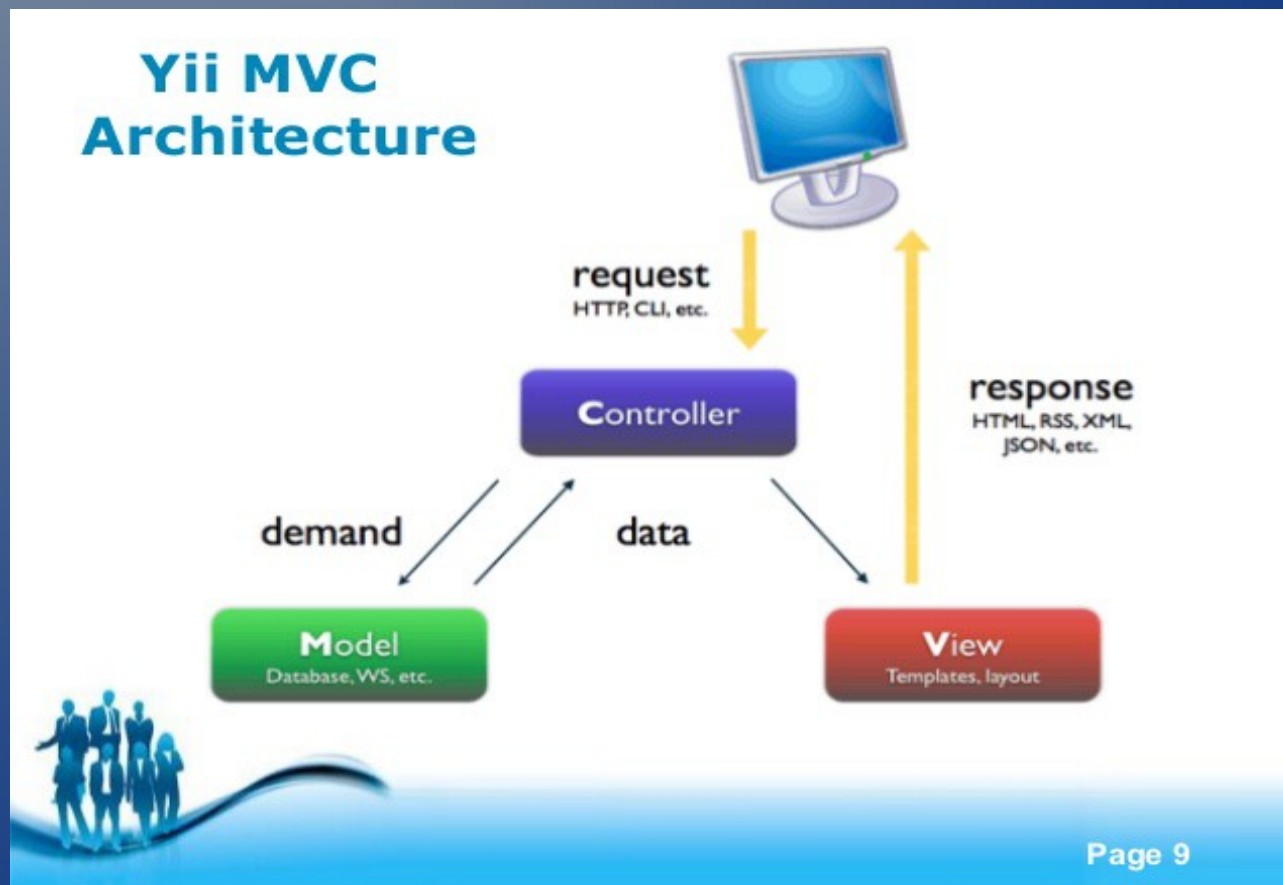 Yii MVC
Architecture
request
HTTP, CLI, etc.
Controller
response
HTML, RSS, XML,
JSON, etc.
demand
data
Model
Database, WS, etc.
View
Templates, layout
Page 9